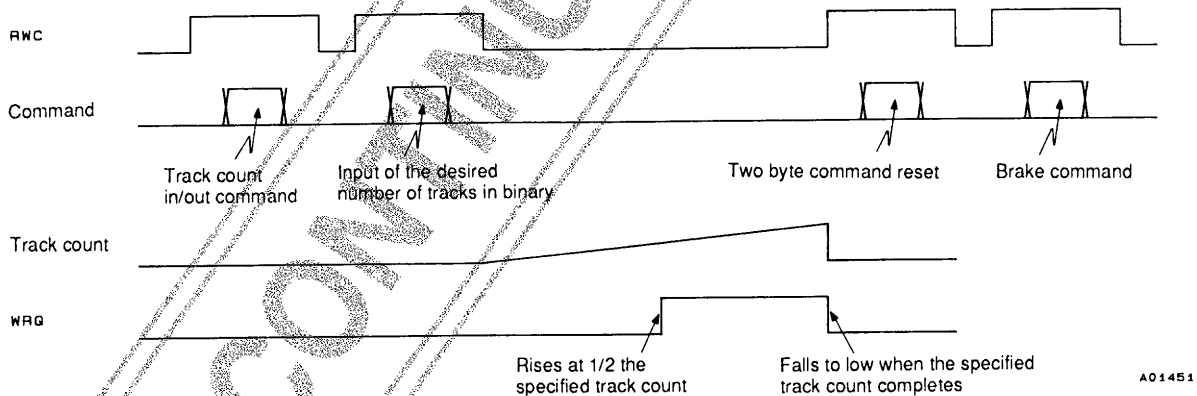 RWC
Command
Track count
in/out command
Input of the desired
number of tracks in binary
Two byte command reset
Brake command
Track count
WRQ
Rises at 1/2 the
specified track count
Falls to low when the specified
track count completes
A01451